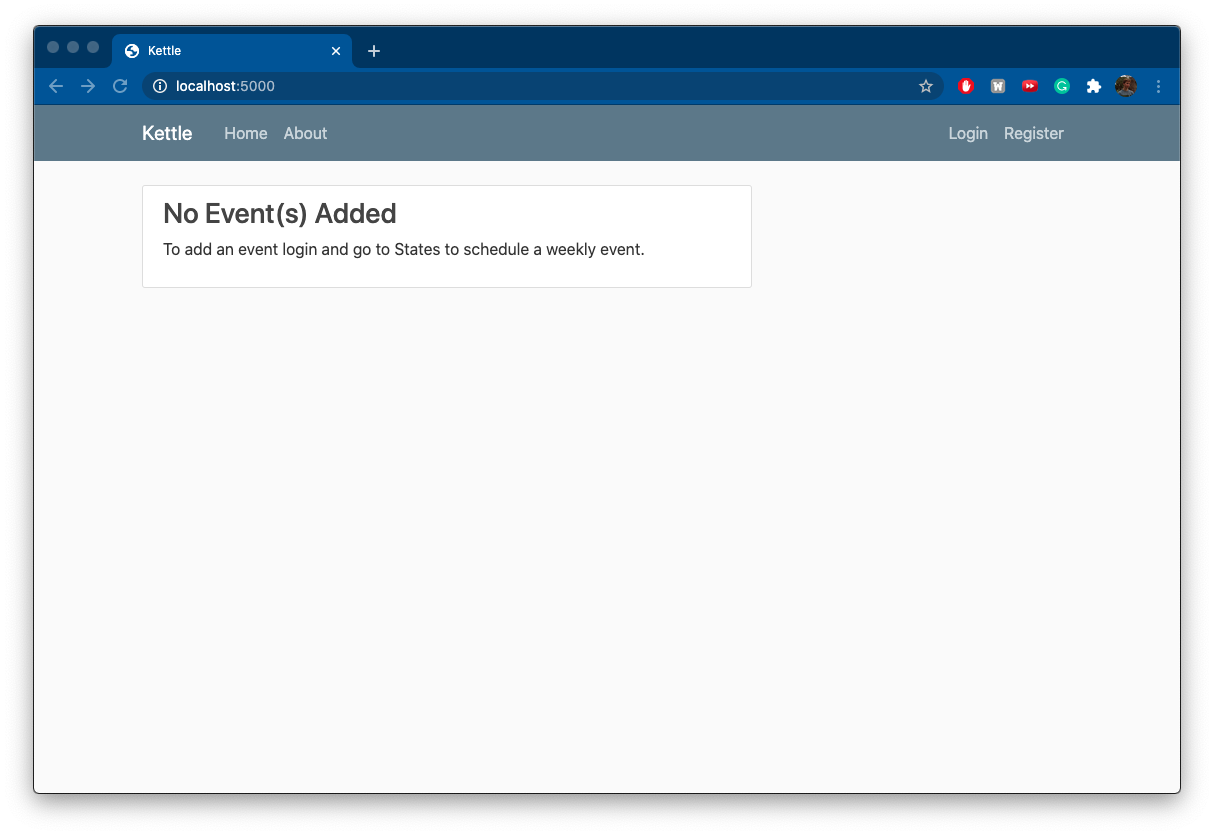 Kettle
localhost:5000
W
G
Kettle Home About Login Register
No Event(s) Added
To add an event login and go to States to schedule a weekly event.